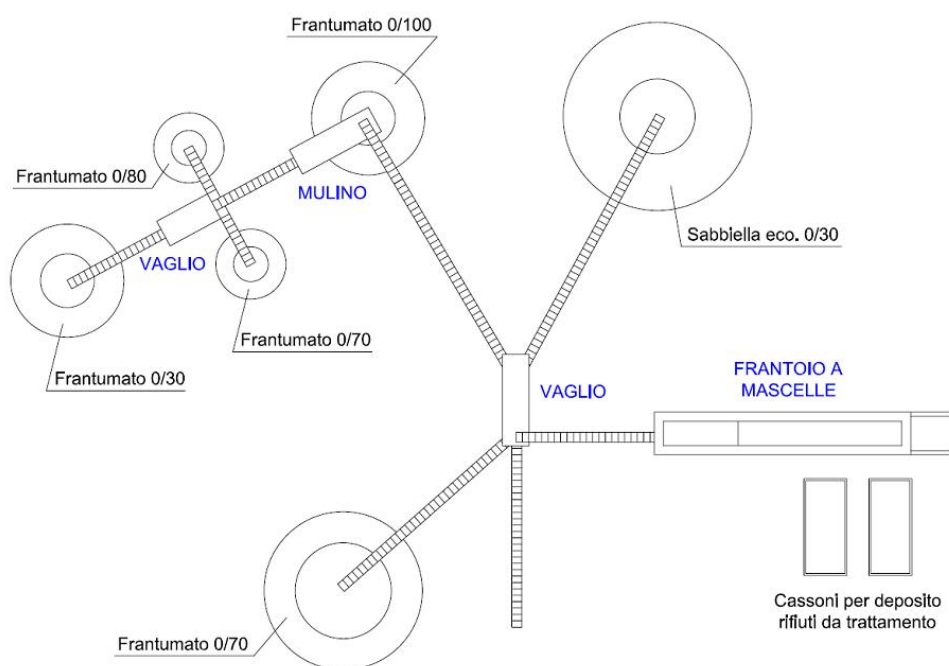 Frantumato 0/100
Frantumato 0/80
MULINO
Sabbiella eco. 0/30
VAGLIO
Frantumato 0/70
Frantumato 0/30
FRANTOIO A
MASCELLE
VAGLIO
Cassoni per deposito
rifiuti da trattamento
Frantumato 0/70